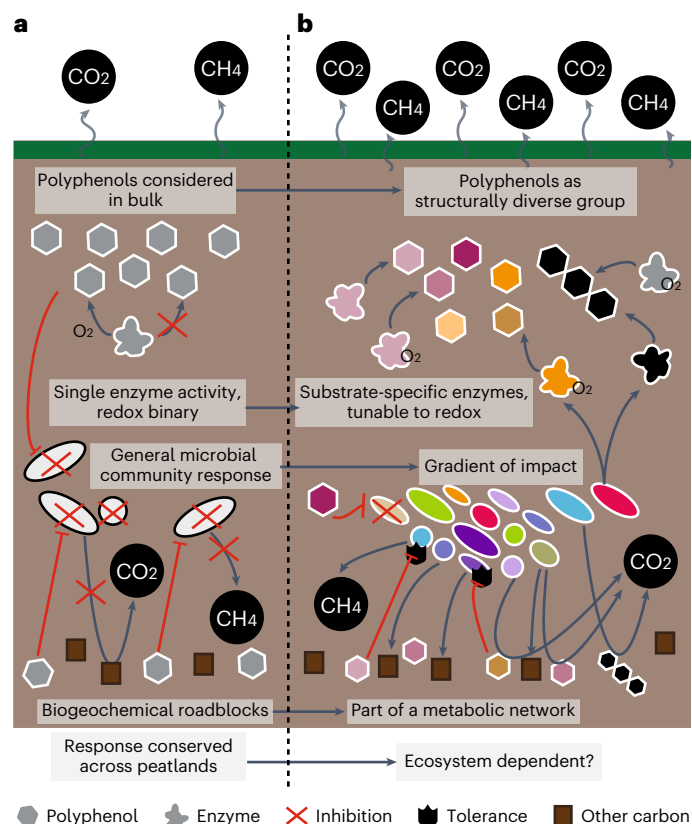 a
b
CO2
CH4
CO2
CH4
CO2
CH4
CO2
CH4
Polyphenols considered
in bulk
Polyphenols as
structurally diverse group
O2
O2
O2
O2
Single enzyme activity,
redox binary
Substrate-specific enzymes,
tunable to redox
General microbial
community response
Gradient of impact
CO2
CH4
CH4
CO2
Biogeochemical roadblocks
Part of a metabolic network
Response conserved
across peatlands
Ecosystem dependent?
Polyphenol
Enzyme
Inhibition
Tolerance
Other carbon